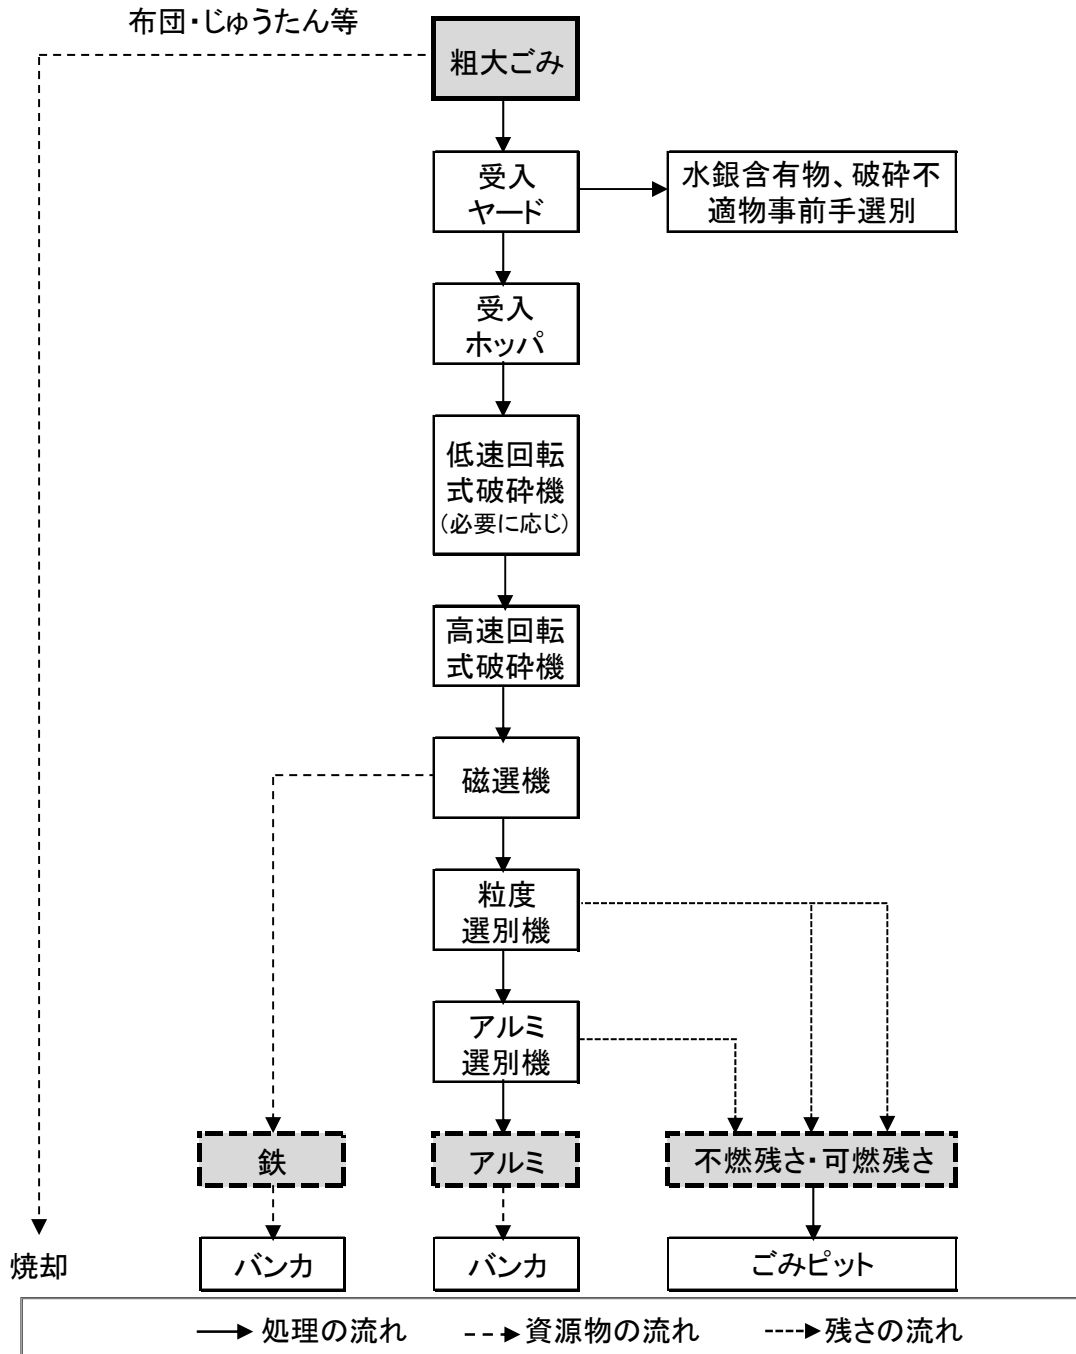 布団・じゅうたん等
粗大ごみ
受入
ヤード
水銀含有物、破砕不
適物事前手選別
受入
ホッパ
低速回転
式破砕機
(必要に応じ)
高速回転
式破砕機
磁選機
粒度
選別機
アルミ
選別機
鉄
アルミ
不燃残さ・可燃残さ
焼却
バンカ
バンカ
ごみピット
処理の流れ
資源物の流れ
残さの流れ